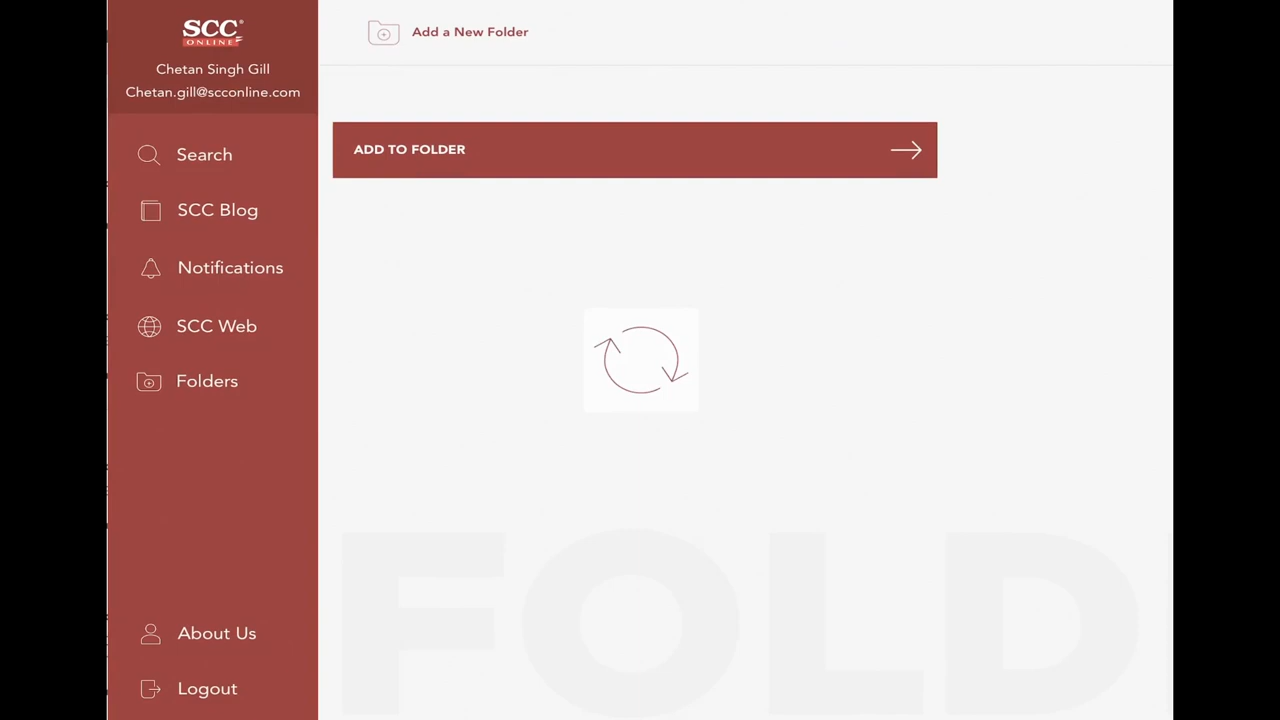 SCC®
ONLINE
Chetan Singh Gill
Chetan.gill@scconline.com
Search
SCC Blog
Notifications
SCC Web
Folders
About Us
Logout
Add a New Folder
ADD TO FOLDER
FOLD